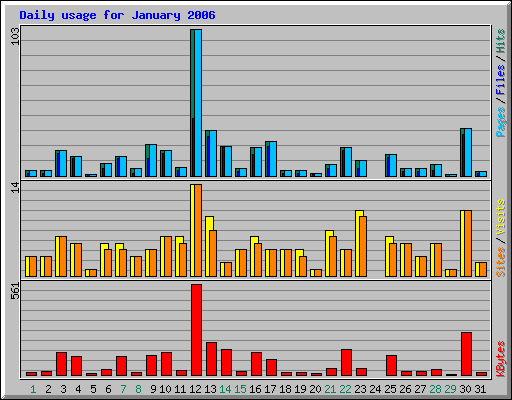 Daily usage for January 2006
103
Pages / Files / Hits
14
Sites / Visits
561
KBytes
1 2 3 4 5 6 7 8 9 10 11 12 13 14 15 16 17 18 19 20 21 22 23 24 25 26 27 28 29 30 31